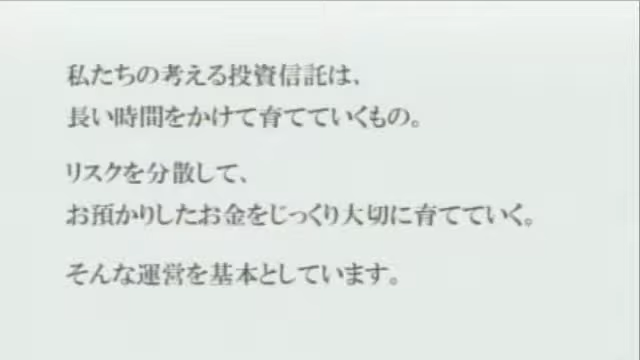 私たちの考える投資信託は、
長い時間をかけて育てていくもの。
リスクを分散して、
お預かりしたお金をじっくり大切に育てていく。
そんな運営を基本としています。